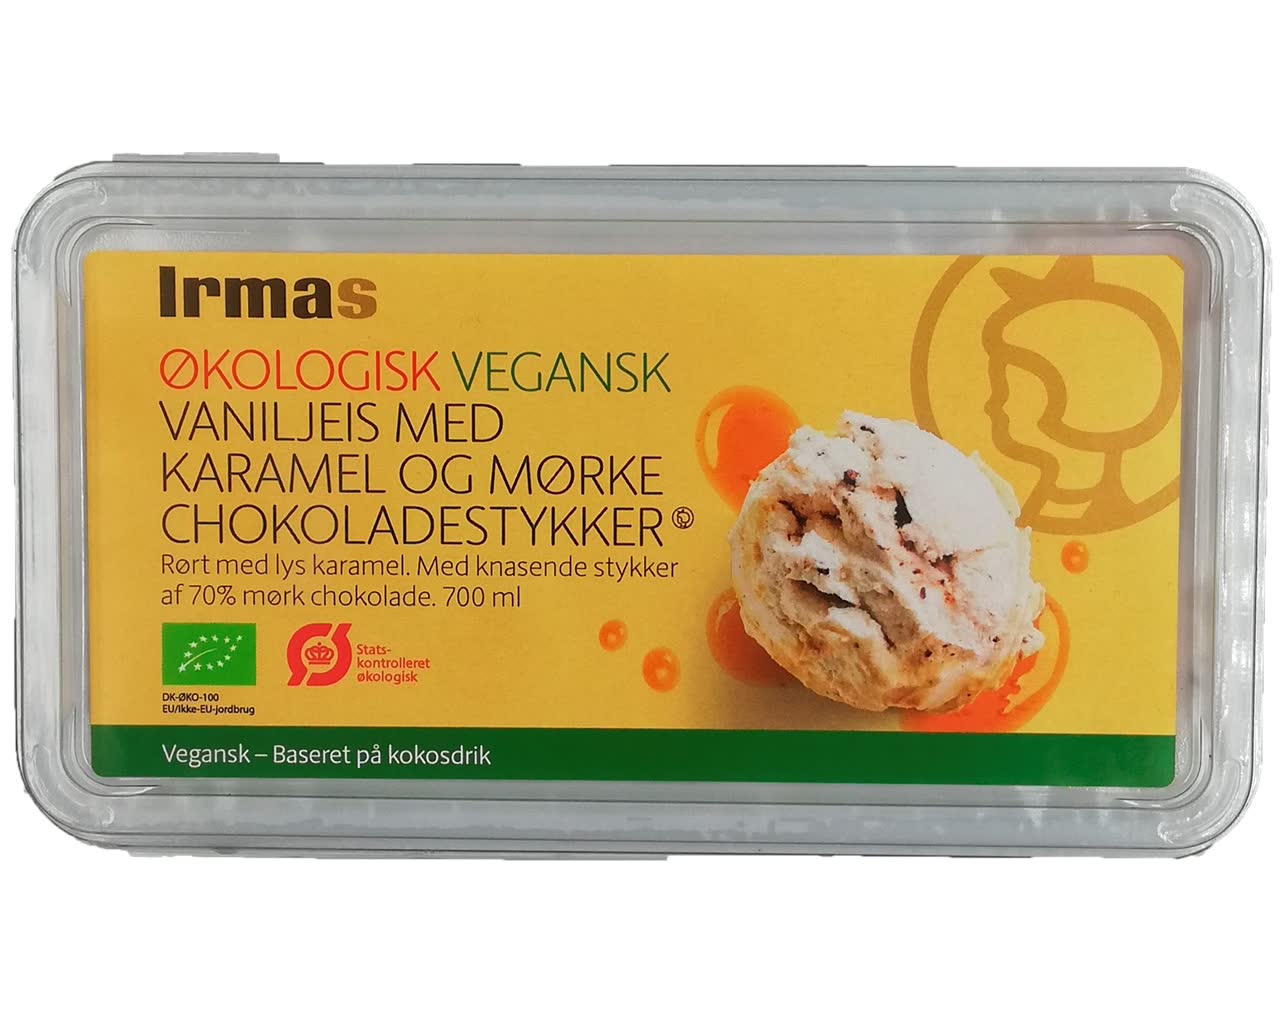 Irmas
ØKOLOGISK VEGANSK
VANILJEIS MED
KARAMEL OG MØRKE
CHOKOLADESTYKKER
Rørt med lys karamel. Med knasende stykker
af 70% mørk chokolade. 700 ml
Stats-
kontrolleret
økologisk
DK-ØKO-100
EU/Ikke-EU-jordbrug
Vegansk – Baseret på kokosdrik